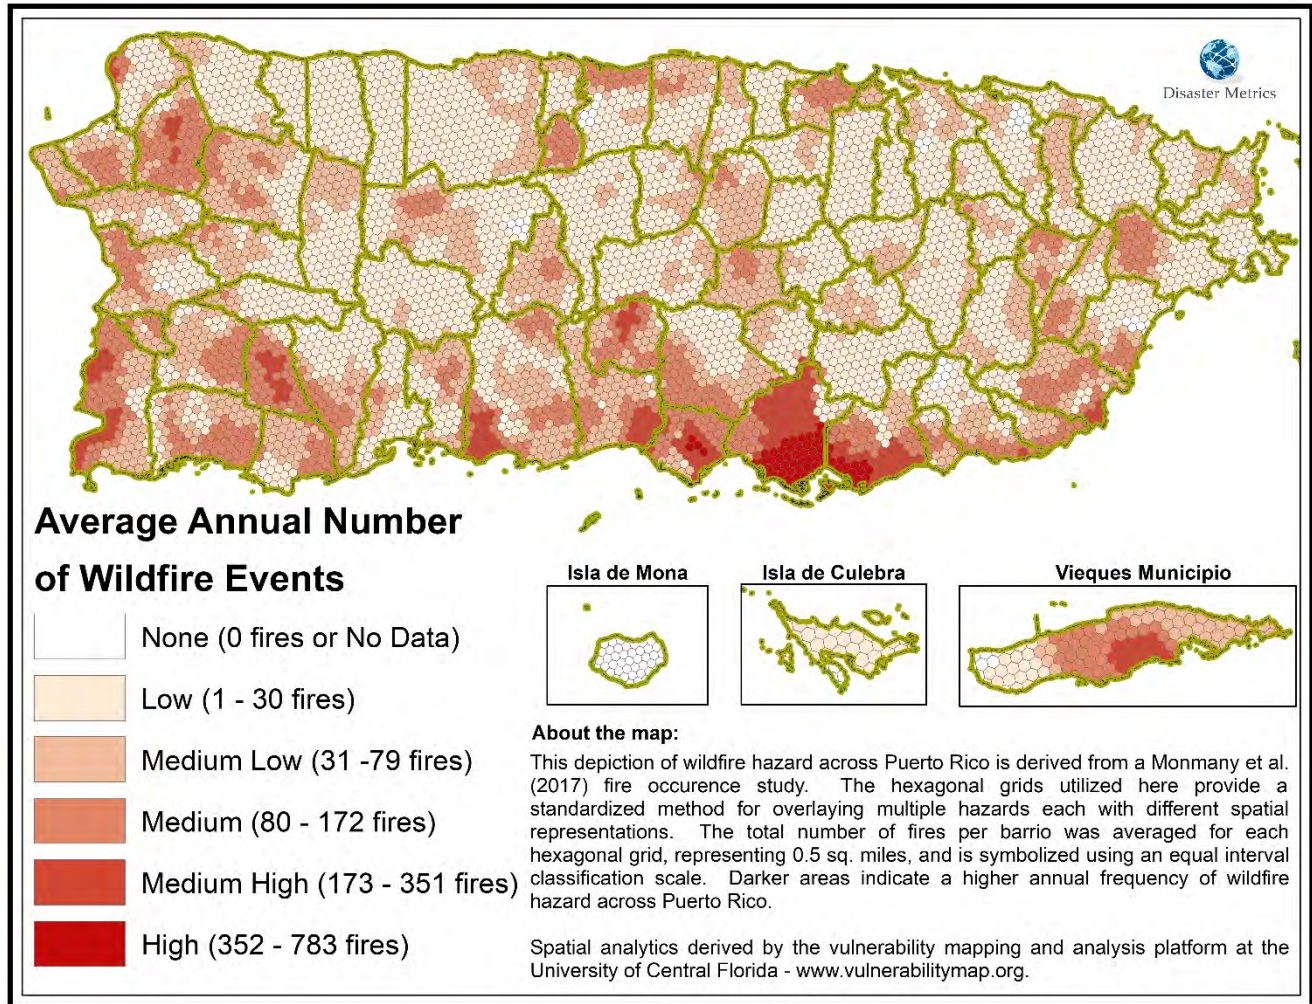 Disaster Metrics
Average Annual Number
of Wildfire Events
None (0 fires or No Data)
Low (1 - 30 fires)
Medium Low (31 -79 fires)
Medium (80 - 172 fires)
Medium High (173 - 351 fires)
High (352 - 783 fires)
Isla de Mona
Isla de Culebra
Vieques Municipio
About the map:
This depiction of wildfire hazard across Puerto Rico is derived from a Monmany et al.
(2017) fire occurence study. The hexagonal grids utilized here provide a
standardized method for overlaying multiple hazards each with different spatial
representations. The total number of fires per barrio was averaged for each
hexagonal grid, representing 0.5 sq. miles, and is symbolized using an equal interval
classification scale. Darker areas indicate a higher annual frequency of wildfire
hazard across Puerto Rico.
Spatial analytics derived by the vulnerability mapping and analysis platform at the
University of Central Florida - www.vulnerabilitymap.org.